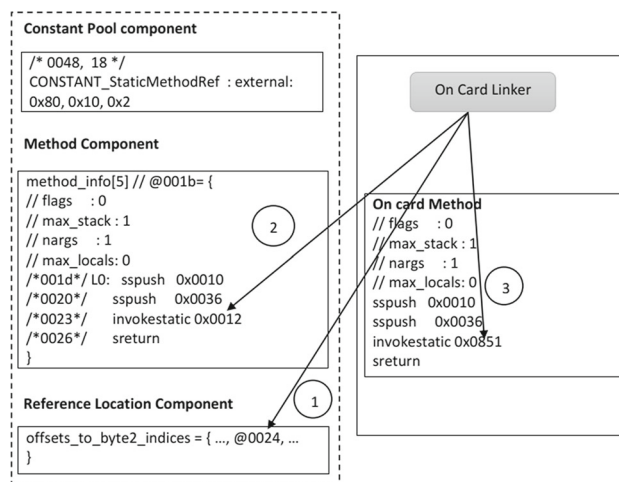 Constant Pool component
/* 0048, 18 */
CONSTANT_StaticMethodRef : external:
0x80, 0x10, 0x2
Method Component
method_info[5] // @001b= {
// flags : 0
// max_stack : 1
// nargs : 1
// max_locals: 0
/*001d*/ L0: sspush 0x0010
/*0020*/ sspush 0x0036
/*0023*/ invokestatic 0x0012
/*0026*/ sreturn
}
2
Reference Location Component
1
offsets_to_byte2_indices = { ..., @0024, ...
}
On Card Linker
On card Method
// flags : 0
// max_stack : 1
// nargs : 1
// max_locals: 0
sspush 0x0010
sspush 0x0036
invokestatic 0x0851
sreturn
3